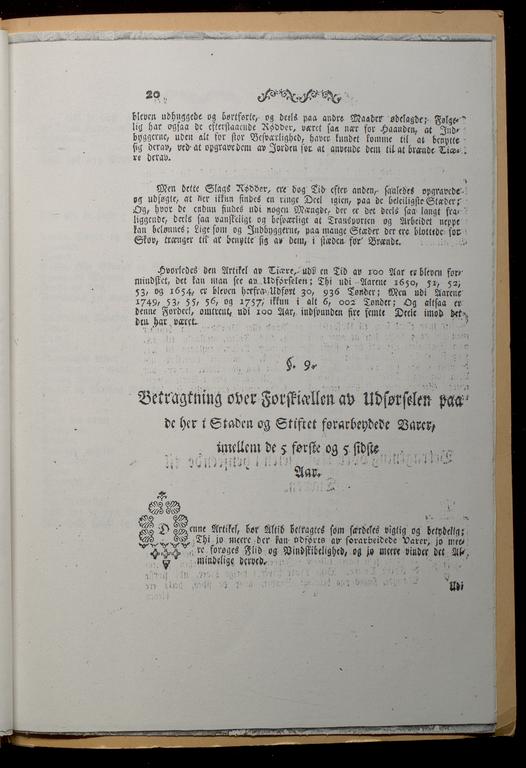 20
bleven udhuggede og bortførte, og deels paa andre Maader ødelagde; Følge-
lig har ogsaa de efterstaaende Rødder, været saa nær for Haanden, at Ind-
byggerne, uden alt for stor Besværlighed, haver kundet komme til at benytte
sig derav, ved at opgrave dem av Jorden for at anvende dem til at brænde Tiæ-
re derav.
Men dette Slags Rødder, ere dog Tid efter anden, saaledes opgravede
og udsøgte, at der ikkun findes en ringe Deel igien, paa de beleiligste Stæder;
Og, hvor de endnu findes udi nogen Mængde, der er det deels saa langt fra-
liggende, deels saa vanskeligt og besværligt at Transporten og Arbeidet neppe
kan belønnes; Lige som og Indbyggerne, paa mange Stæder der ere blottede for
Skov, trænger til at benytte sig av dem, i stæden for Brænde.
Hvorledes den Artikel av Tiære, udi en Tid av 100 Aar er bleven for-
mindsket, det kan man see av Udførselen; Thi udi Aarene 1650, 51, 52,
53, og 1654, er bleven herfra Udført 30, 936 Tønder; Men udi Aarene
1749, 53, 55, 56, og 1757, ikkun i alt 6, 002 Tønder; Og altsaa er
denne Fordeel, omtrent, udi 100 Aar, indsvunden fire femte Deele imod det
den har været.
§. 9.
Betragtning over Forskiællen av Udførselen paa
de her i Staden og Stiftet forarbeydede Varer,
imellem de 5 første og 5 sidste
Aar.
Denne Artikel, bør Altid betragtes som særdeles vigtig og betydelig;
Thi jo meere der kan udføres av forarbeidede Varer, jo mee-
re forøges Flid og Vindskibelighed, og jo meere vinder det Al-
mindelige derved.
Udi